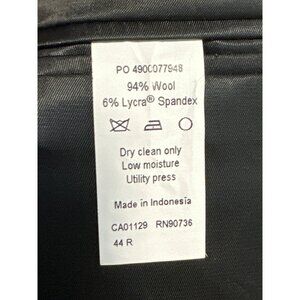 PO 4900077948
94% Wool
6% Lycra® Spandex
Dry clean only
Low moisture
Utility press
Made in Indonesia
CA01129 RN90736
44 R